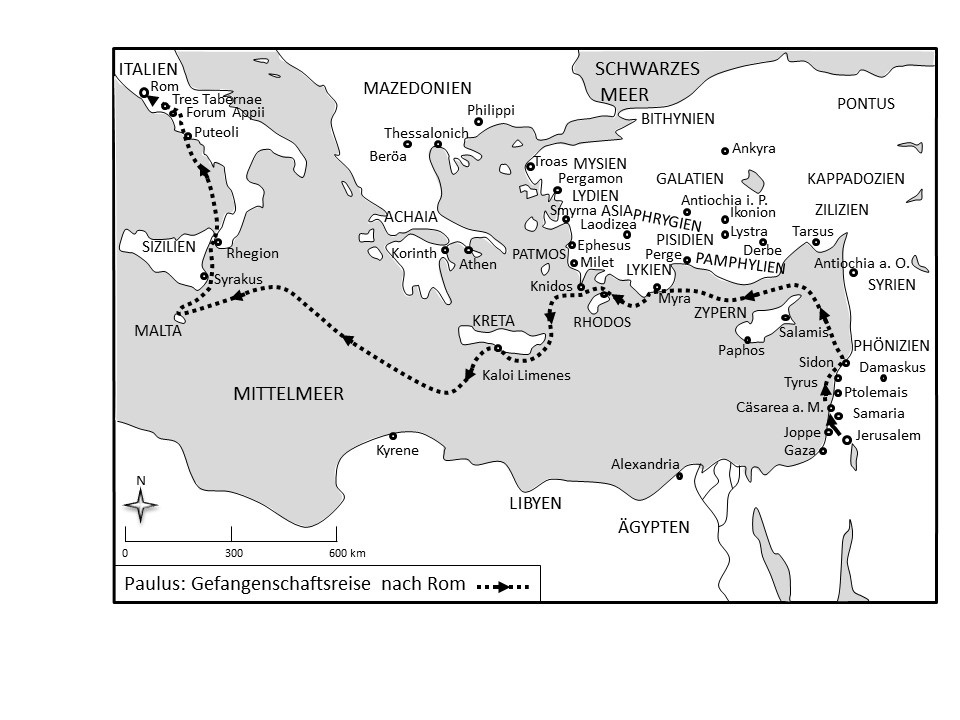 ITALIEN
Rom
Tres Tabernae
Forum Appii
Puteoli
MAZEDONIEN
Philippi
Thessalonich
Beröa
SCHWARZES
MEER
BITHYNIEN
PONTUS
Ankyra
Troas
MYSIEN
Pergamon
GALATIEN
KAPPADOZIEN
LYDIEN
Antiochia i. P.
Smyrna
ASIA
PHRYGIEN
Ikonion
ZILIZIEN
Laodizea
Lystra
Tarsus
ACHAIA
PISIDIEN
Derbe
SIZILIEN
Rhegion
Korinth
Athen
PATMOS
Ephesus
Milet
Perge
PAMPHYLIEN
LYKIEN
Antiochia a. O.
SYRIEN
Syrakus
Knidos
Myra
MALTA
KRETA
RHODOS
ZYPERN
Salamis
Paphos
PHÖNIZIEN
Kaloi Limenes
Sidon
Damaskus
Tyrus
Ptolemais
MITTELMEER
Cäsarea a. M.
Samaria
Joppe
Jerusalem
Kyrene
Gaza
Alexandria
N
LIBYEN
ÄGYPTEN
0 300 600 km
Paulus: Gefangenschaftsreise nach Rom